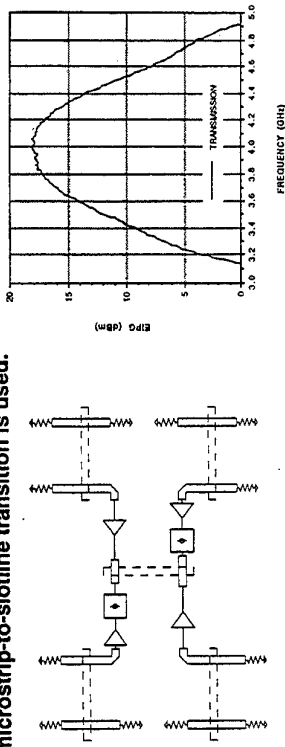 microstrip-to-slotline transition is used.
ϕ
ϕ
20
15
10
5
0
EIPG (dBm)
TRANSMISSION
3.0 3.2 3.4 3.6 3.8 4.0 4.2 4.4 4.6 4.8 5.0
FREQUENCY (GHz)